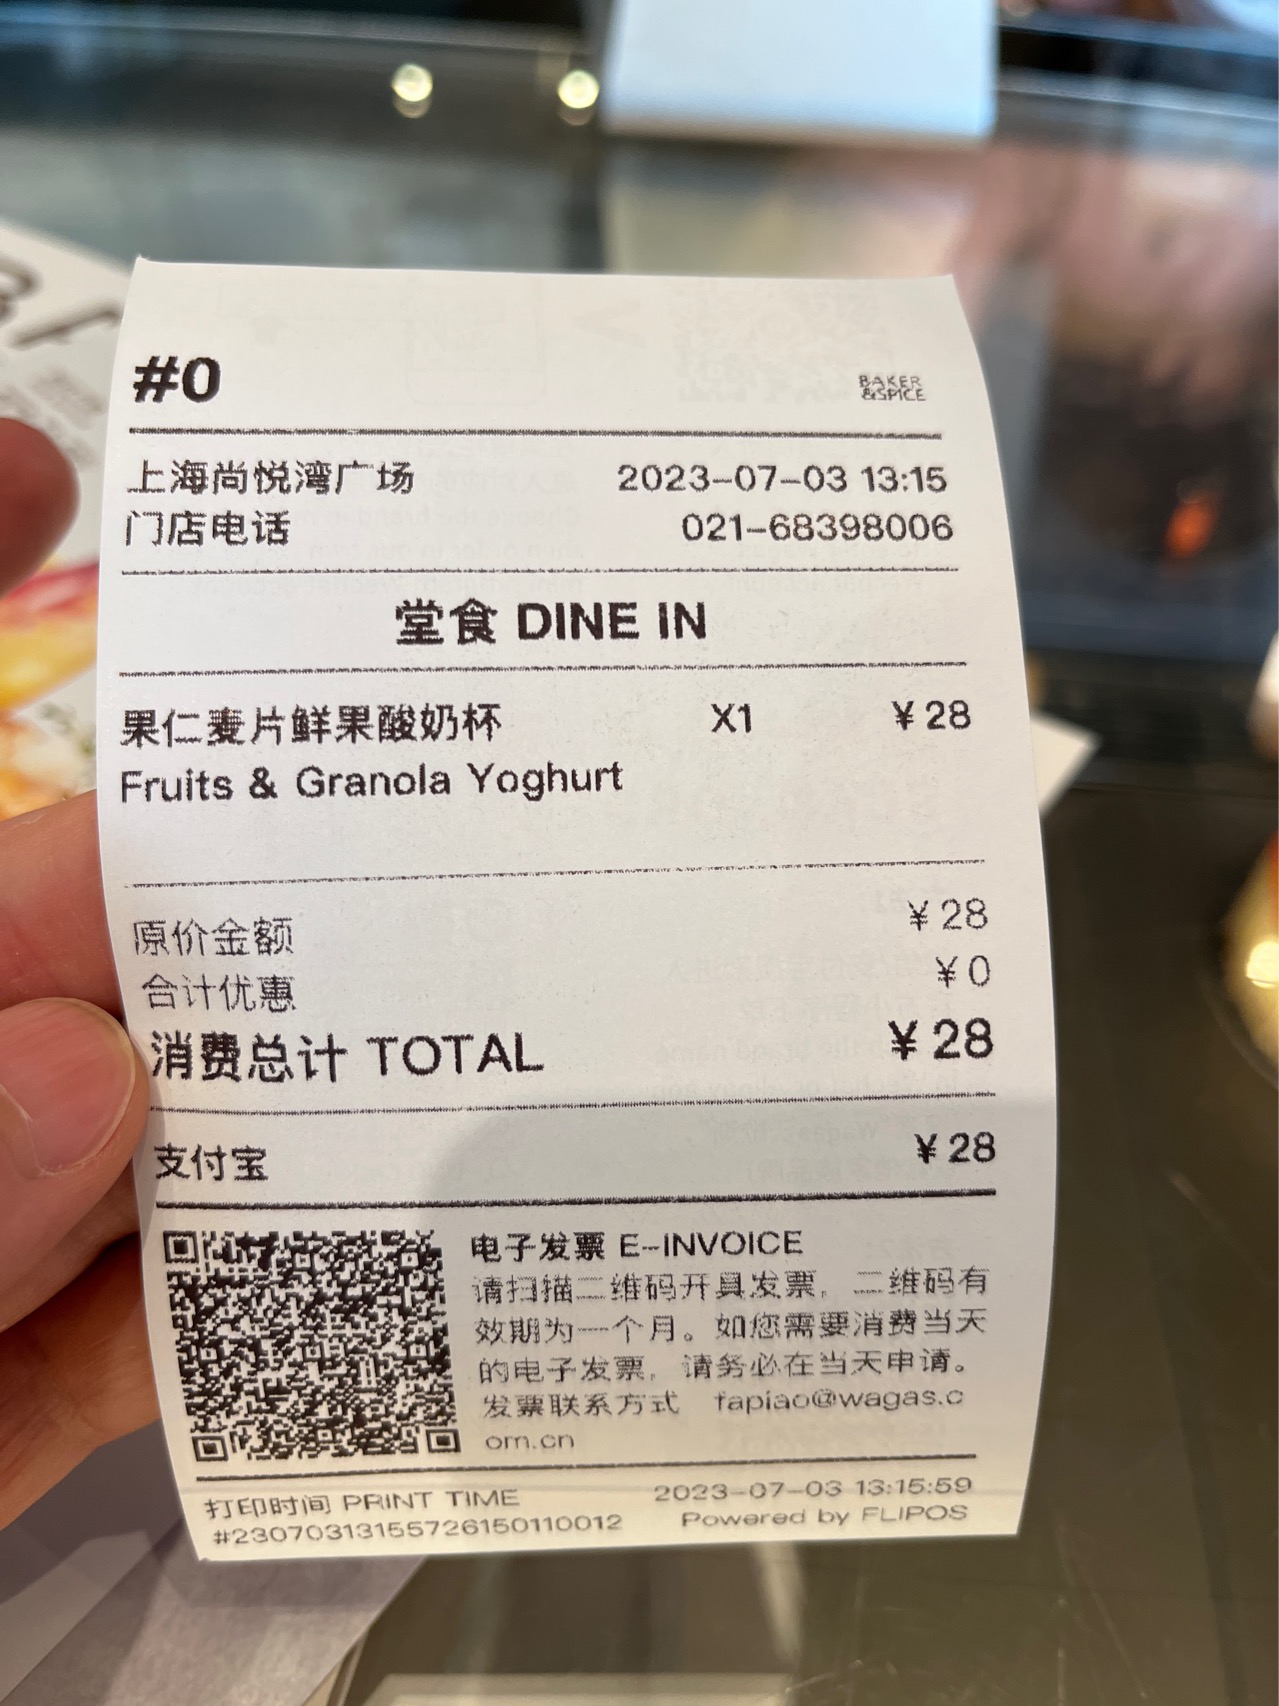 #0
BAKER
&SPICE
上海尚悦湾广场 2023-07-03 13:15
门店电话 021-68398006
堂食 DINE IN
果仁麦片鲜果酸奶杯 X1 ¥28
Fruits & Granola Yoghurt
原价金额 ¥28
合计优惠 ¥0
消费总计 TOTAL ¥28
支付宝 ¥28
电子发票 E-INVOICE
请扫描二维码开具发票，二维码有
效期为一个月。如您需要消费当天
的电子发票，请务必在当天申请。
发票联系方式 fapiao@wagas.c
om.cn
打印时间 PRINT TIME 2023-07-03 13:15:59
#23070313155726150110012 Powered by FLIPOS